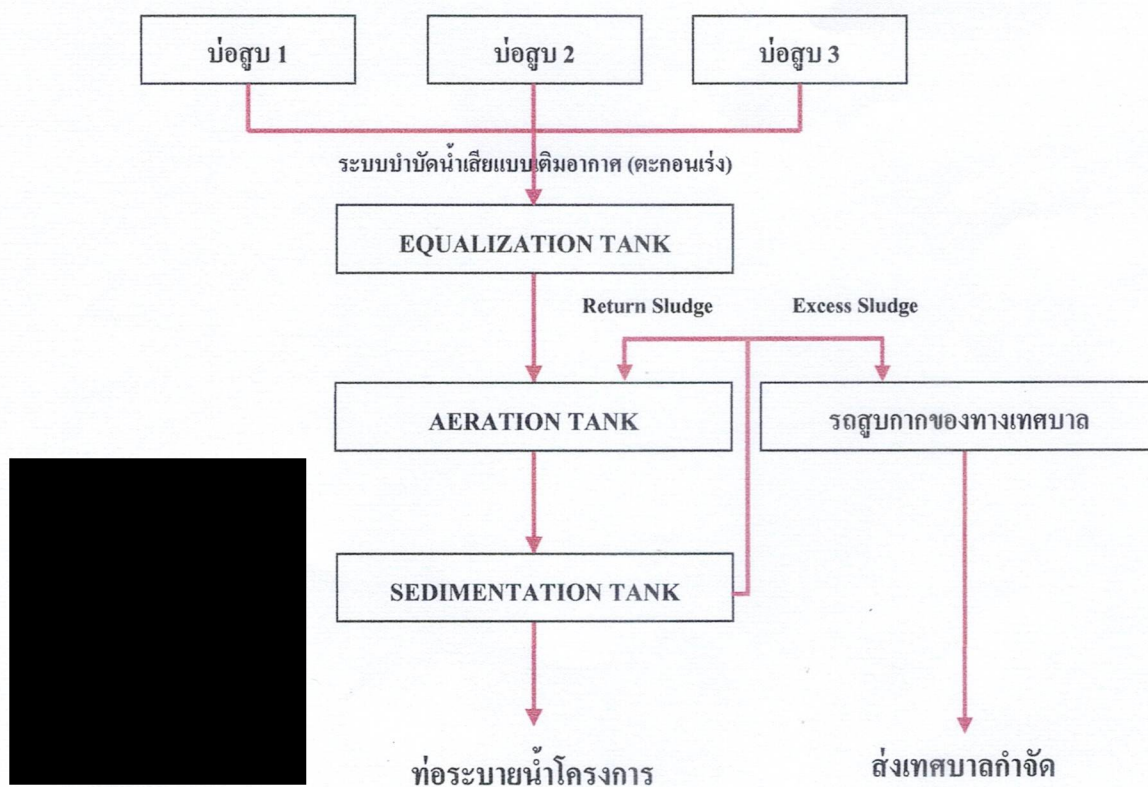 บ่อสูบ 1
บ่อสูบ 2
บ่อสูบ 3
ระบบบำบัดน้ำเสียแบบเติมอากาศ (ตะกอนเร่ง)
EQUALIZATION TANK
Return Sludge
Excess Sludge
AERATION TANK
รถสูบกากของทางเทศบาล
SEDIMENTATION TANK
ท่อระบายน้ำโครงการ
ส่งเทศบาลกำจัด